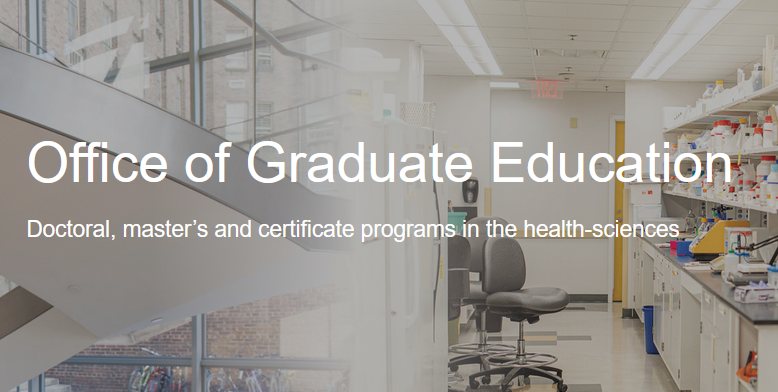 Office of Graduate Education
Doctoral, master's and certificate programs in the health-sciences